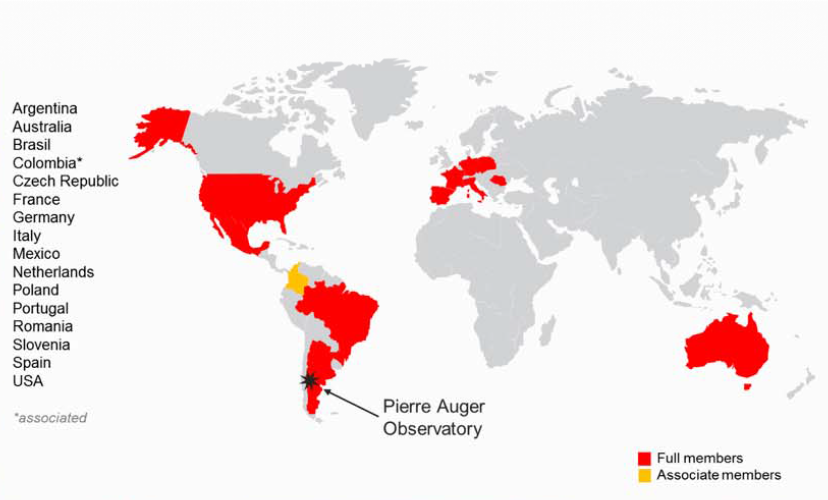 Argentina
Australia
Brasil
Colombia*
Czech Republic
France
Germany
Italy
Mexico
Netherlands
Poland
Portugal
Romania
Slovenia
Spain
USA
*associated
Pierre Auger
Observatory
Full members
Associate members